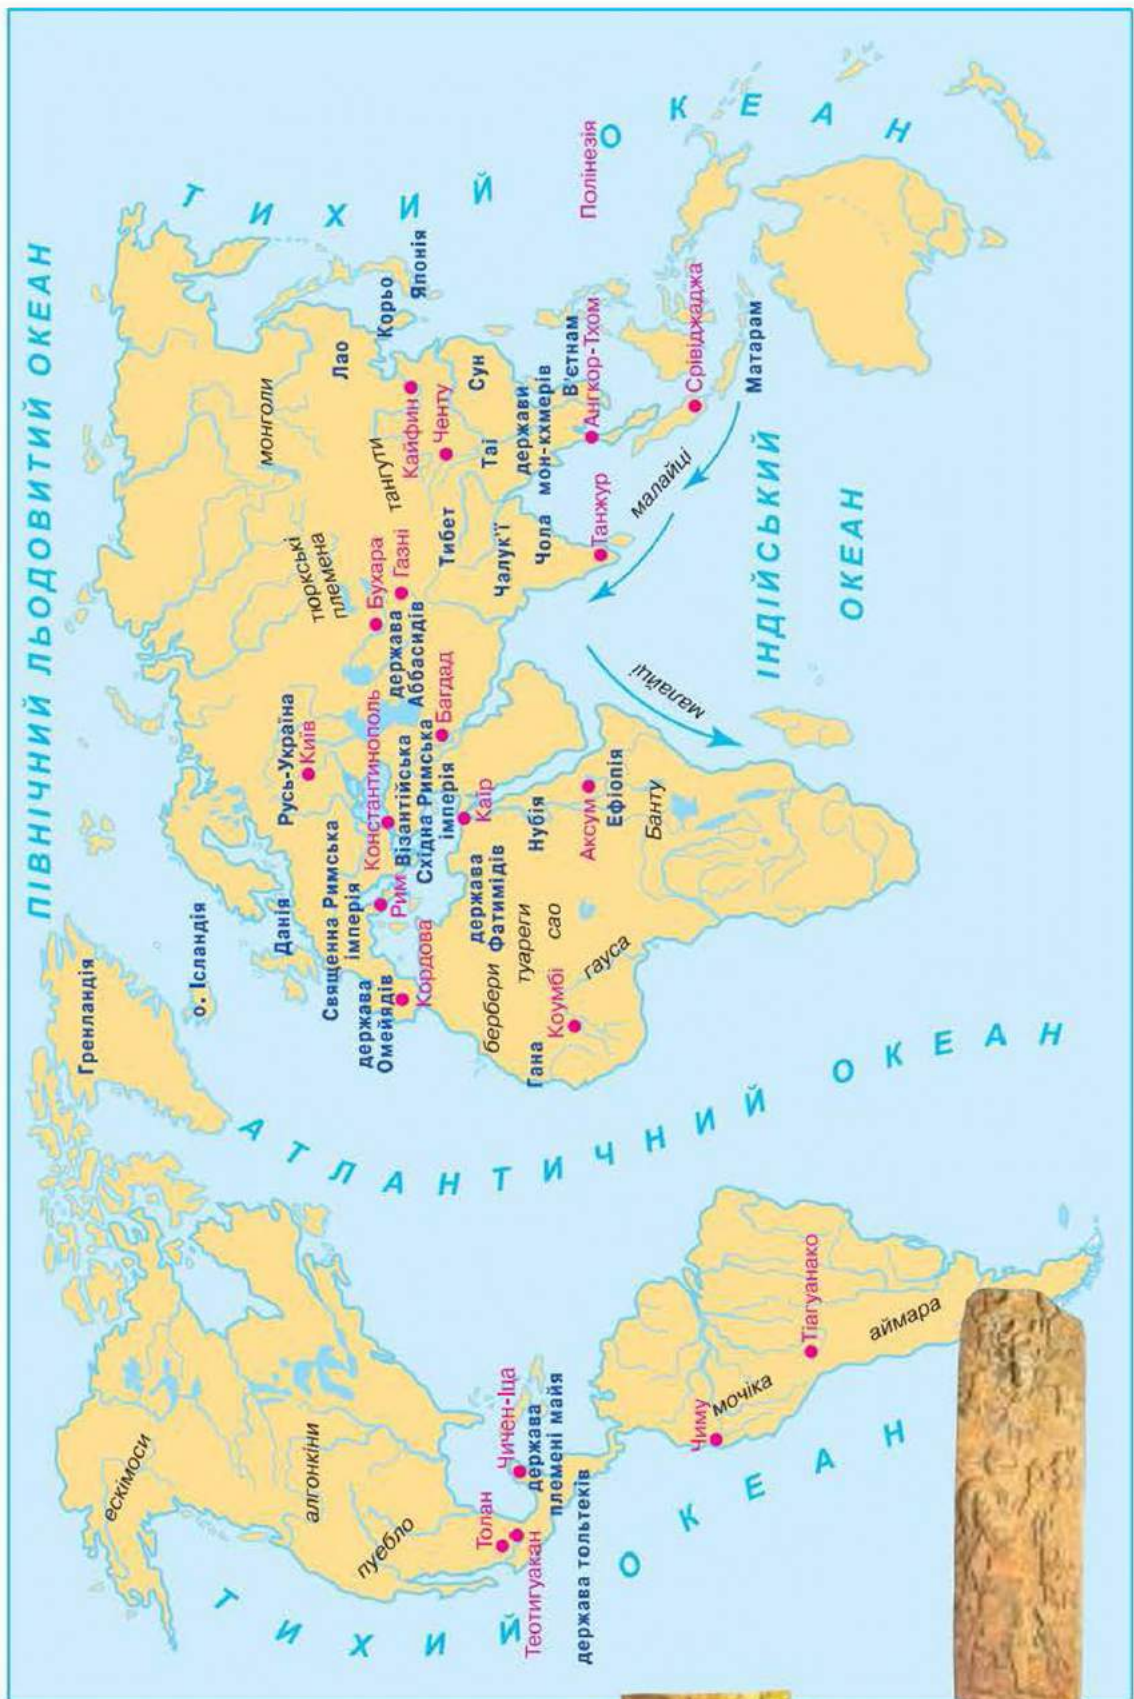 ПІВНІЧНИЙ ЛЬОДОВИТИЙ ОКЕАН
Гренландія
о. Ісландія
ескімоси
алгонкіни
пуебло
Толан
Теотигуакан
Чичен-Іца
держава
племені майя
держава тольтеків
ТИХИЙ
ОКЕАН
АТЛАНТИЧНИЙ ОКЕАН
Чиму
мочіка
Тіагуанако
аймара
Данія
Русь-Україна
Київ
Священна Римська
імперія
держава
Омейядів
Кордова
Рим
Константинополь
Візантійська
Східна Римська
імперія
Каїр
Багдад
держава
Аббасидів
Бухара
Газні
тюркські
племена
монголи
тангути
Лао
Корьо
Японія
Кайфин
Ченту
Тибет
Сун
Таї
Чалук'ї
Чола
держави
мон-кхмерів
В'єтнам
Ангкор-Тхом
Танжур
Срівіджаджа
Матарам
малайці
малайці
Полінезія
ТИХИЙ
ОКЕАН
ІНДІЙСЬКИЙ
ОКЕАН
бербери
держава
Фатимідів
туареги
сао
гауса
Гана
Коумбі
Нубія
Аксум
Ефіопія
Банту